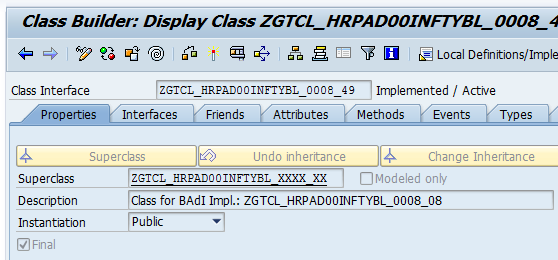 Class Builder: Display Class ZGTCL_HRPAD00INFTYBL_0008_4
Local Definitions/Imple
Class Interface ZGTCL_HRPAD00INFTYBL_0008_49 Implemented / Active
Properties Interfaces Friends Attributes Methods Events Types
Superclass Undo inheritance Change Inheritance
Superclass ZGTCL_HRPAD00INFTYBL_XXXX_XX Modeled only
Description Class for BAdI Impl.: ZGTCL_HRPAD00INFTYBL_0008_08
Instantiation Public
Final